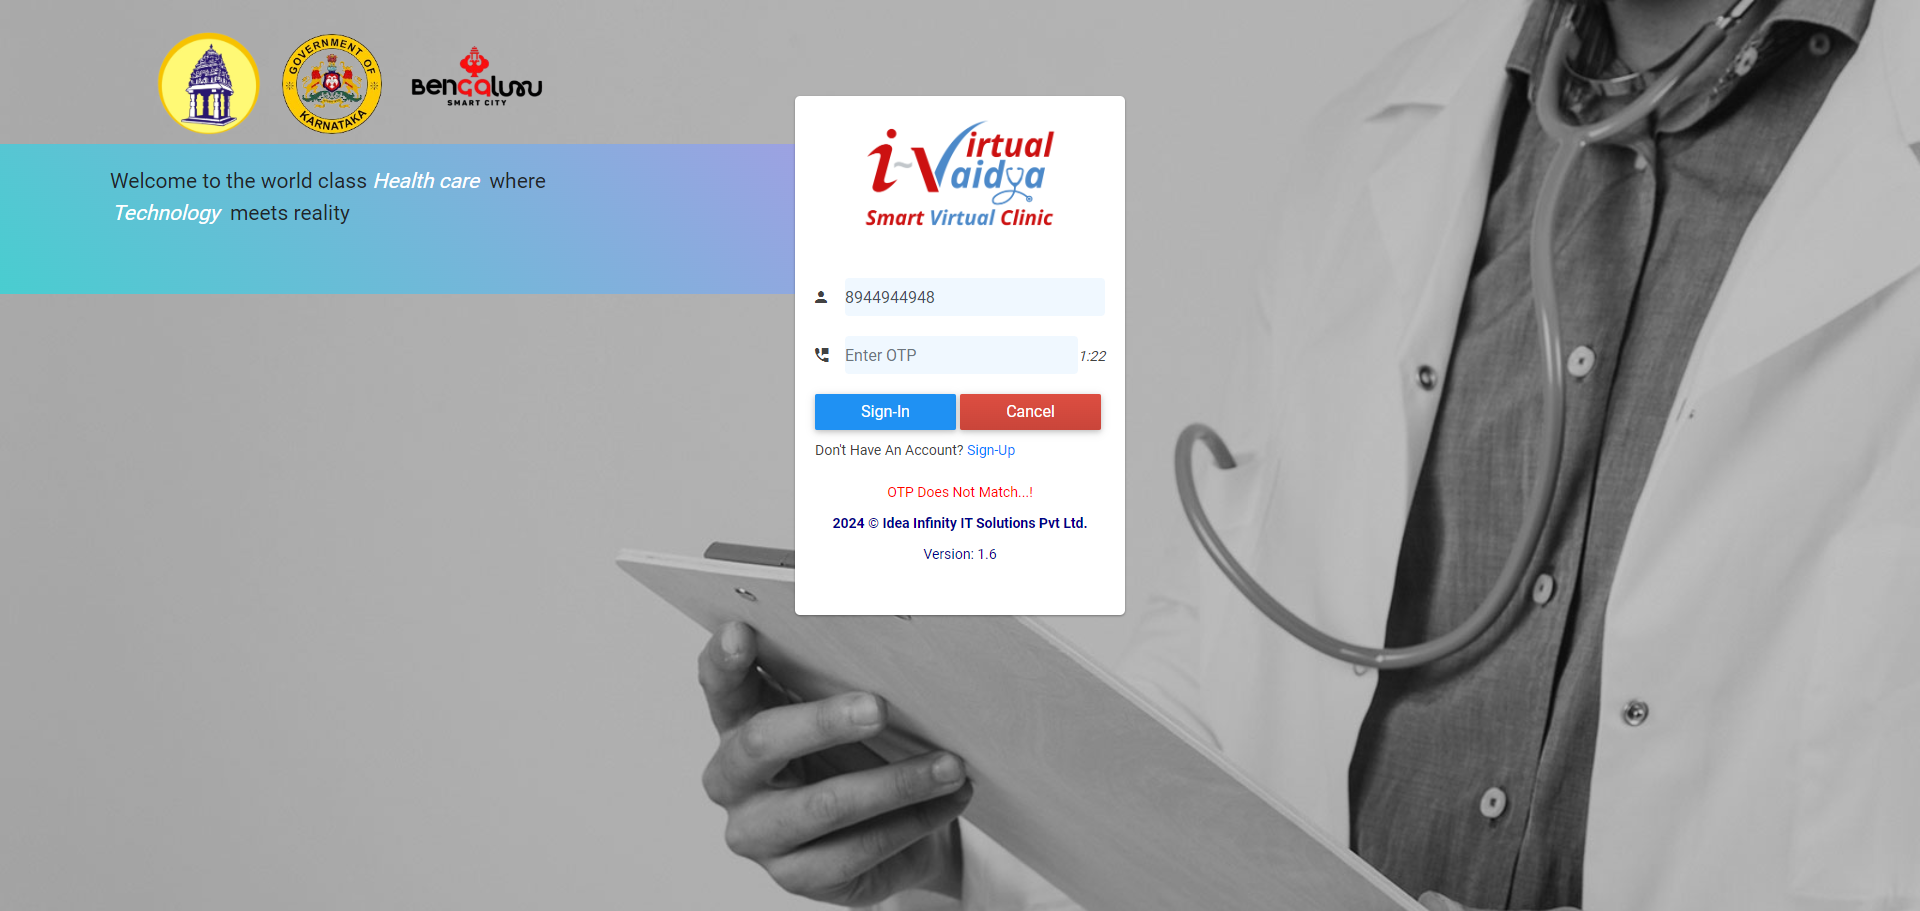 GOVERNMENT OF
KARNATAKA
BENGALURU
SMART CITY
Welcome to the world class Health care where
Technology meets reality
i~Virtual
Vaidya
Smart Virtual Clinic
8944944948
Enter OTP
1:22
Sign-In
Cancel
Don't Have An Account? Sign-Up
OTP Does Not Match...!
2024 © Idea Infinity IT Solutions Pvt Ltd.
Version: 1.6